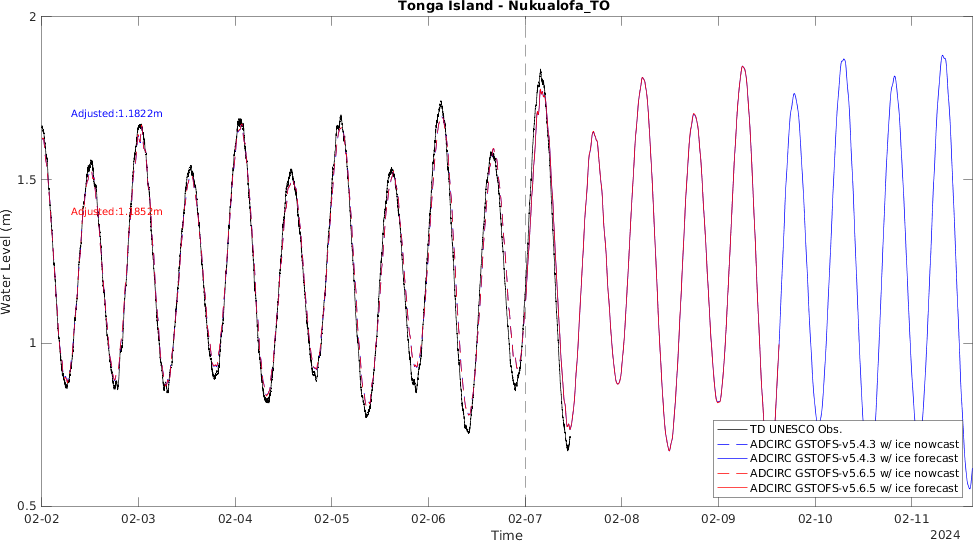 Tonga Island - Nukualofa_TO
2
Adjusted:1.1822m
1.5
Adjusted:1.1852m
Water Level (m)
1
TD UNESCO Obs.
ADCIRC GSTOFS-v5.4.3 w/ ice nowcast
ADCIRC GSTOFS-v5.4.3 w/ ice forecast
ADCIRC GSTOFS-v5.6.5 w/ ice nowcast
ADCIRC GSTOFS-v5.6.5 w/ ice forecast
0.5
02-02 02-03 02-04 02-05 02-06 02-07 02-08 02-09 02-10 02-11
Time
2024